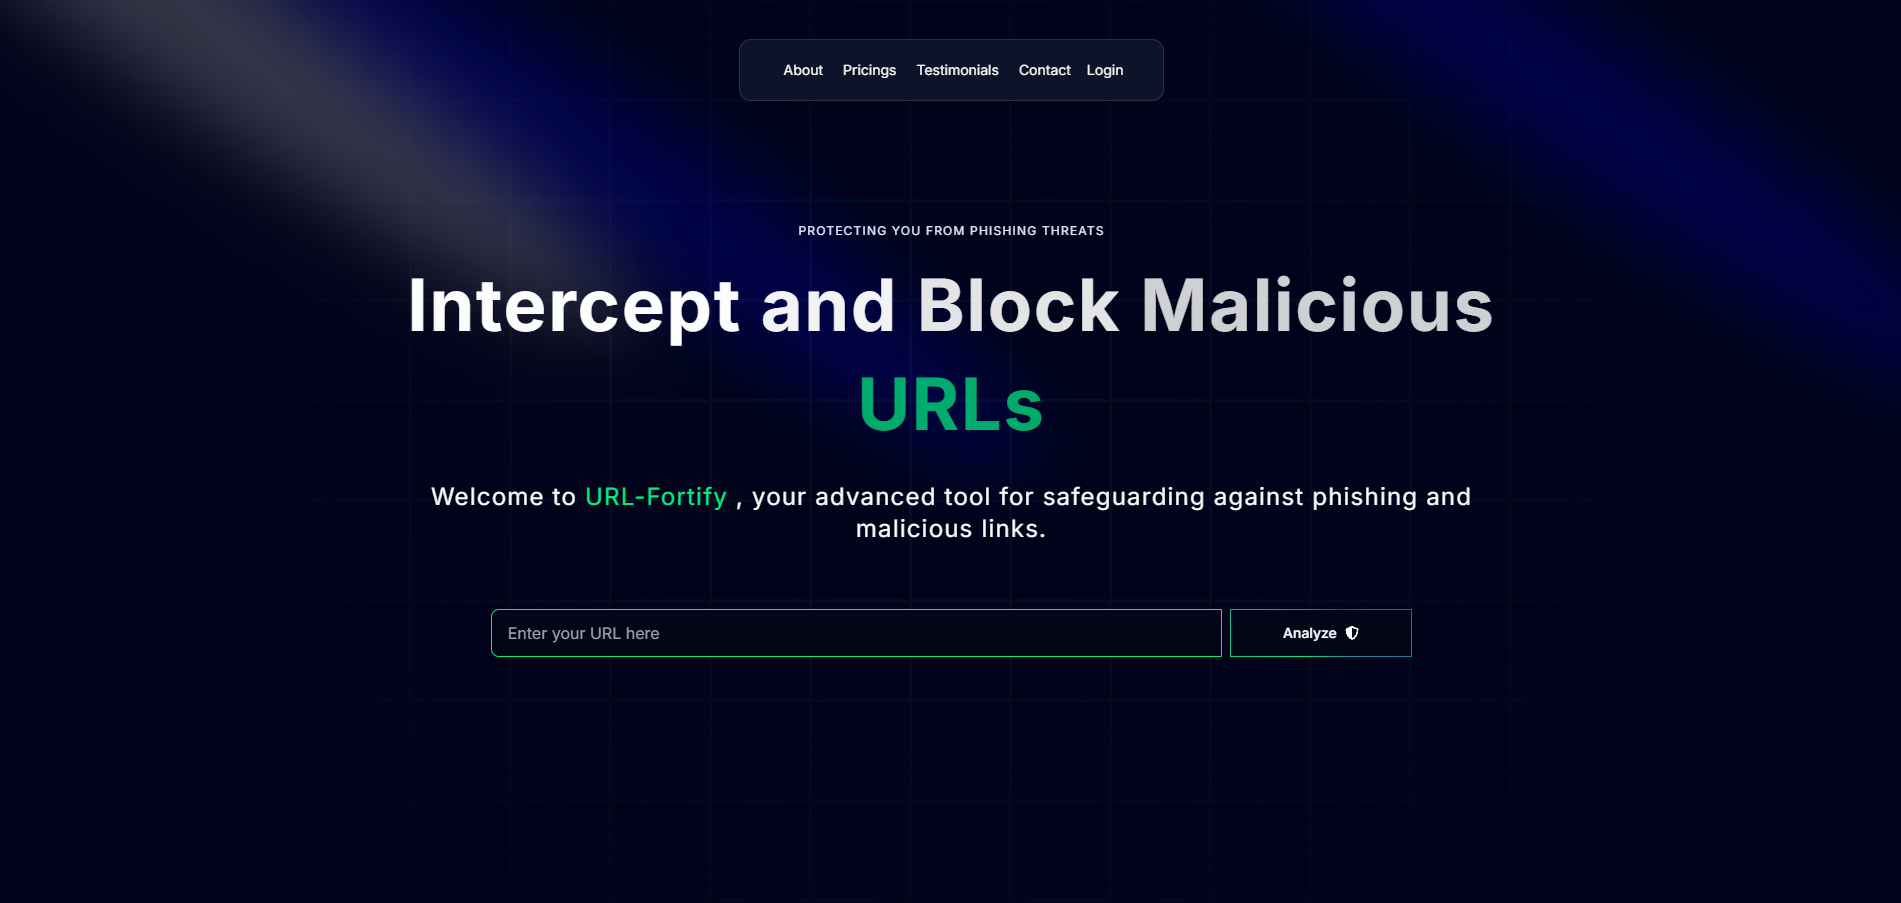 About Pricings Testimonials Contact Login
PROTECTING YOU FROM PHISHING THREATS
Intercept and Block Malicious
URLs
Welcome to URL-Fortify , your advanced tool for safeguarding against phishing and
malicious links.
Enter your URL here
Analyze